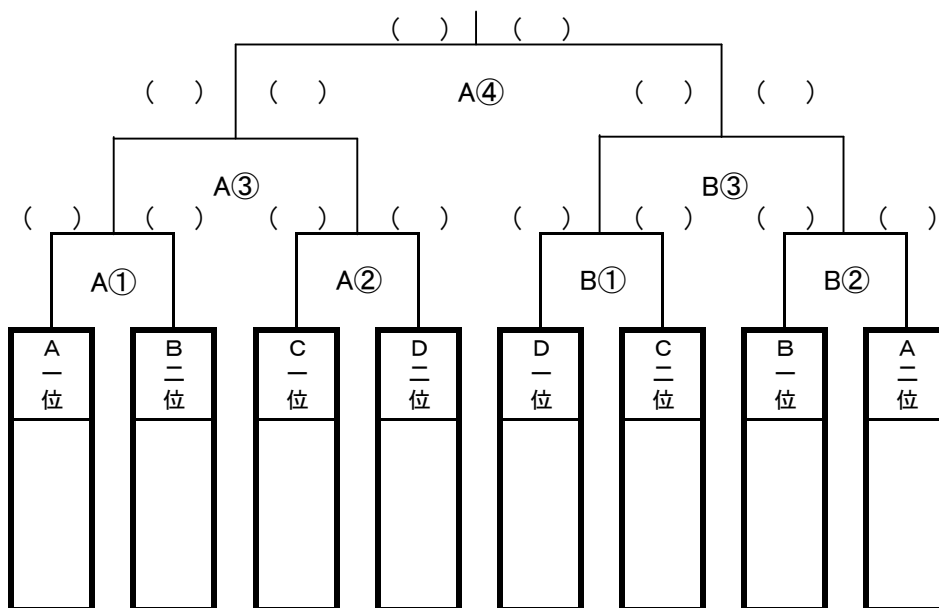 (　) (　)
(　) (　) A④ (　) (　)
A③ B③
(　) (　) (　) (　) (　) (　) (　) (　)
A① A② B① B②
A一位 B二位 C一位 D二位 D一位 C二位 B一位 A二位